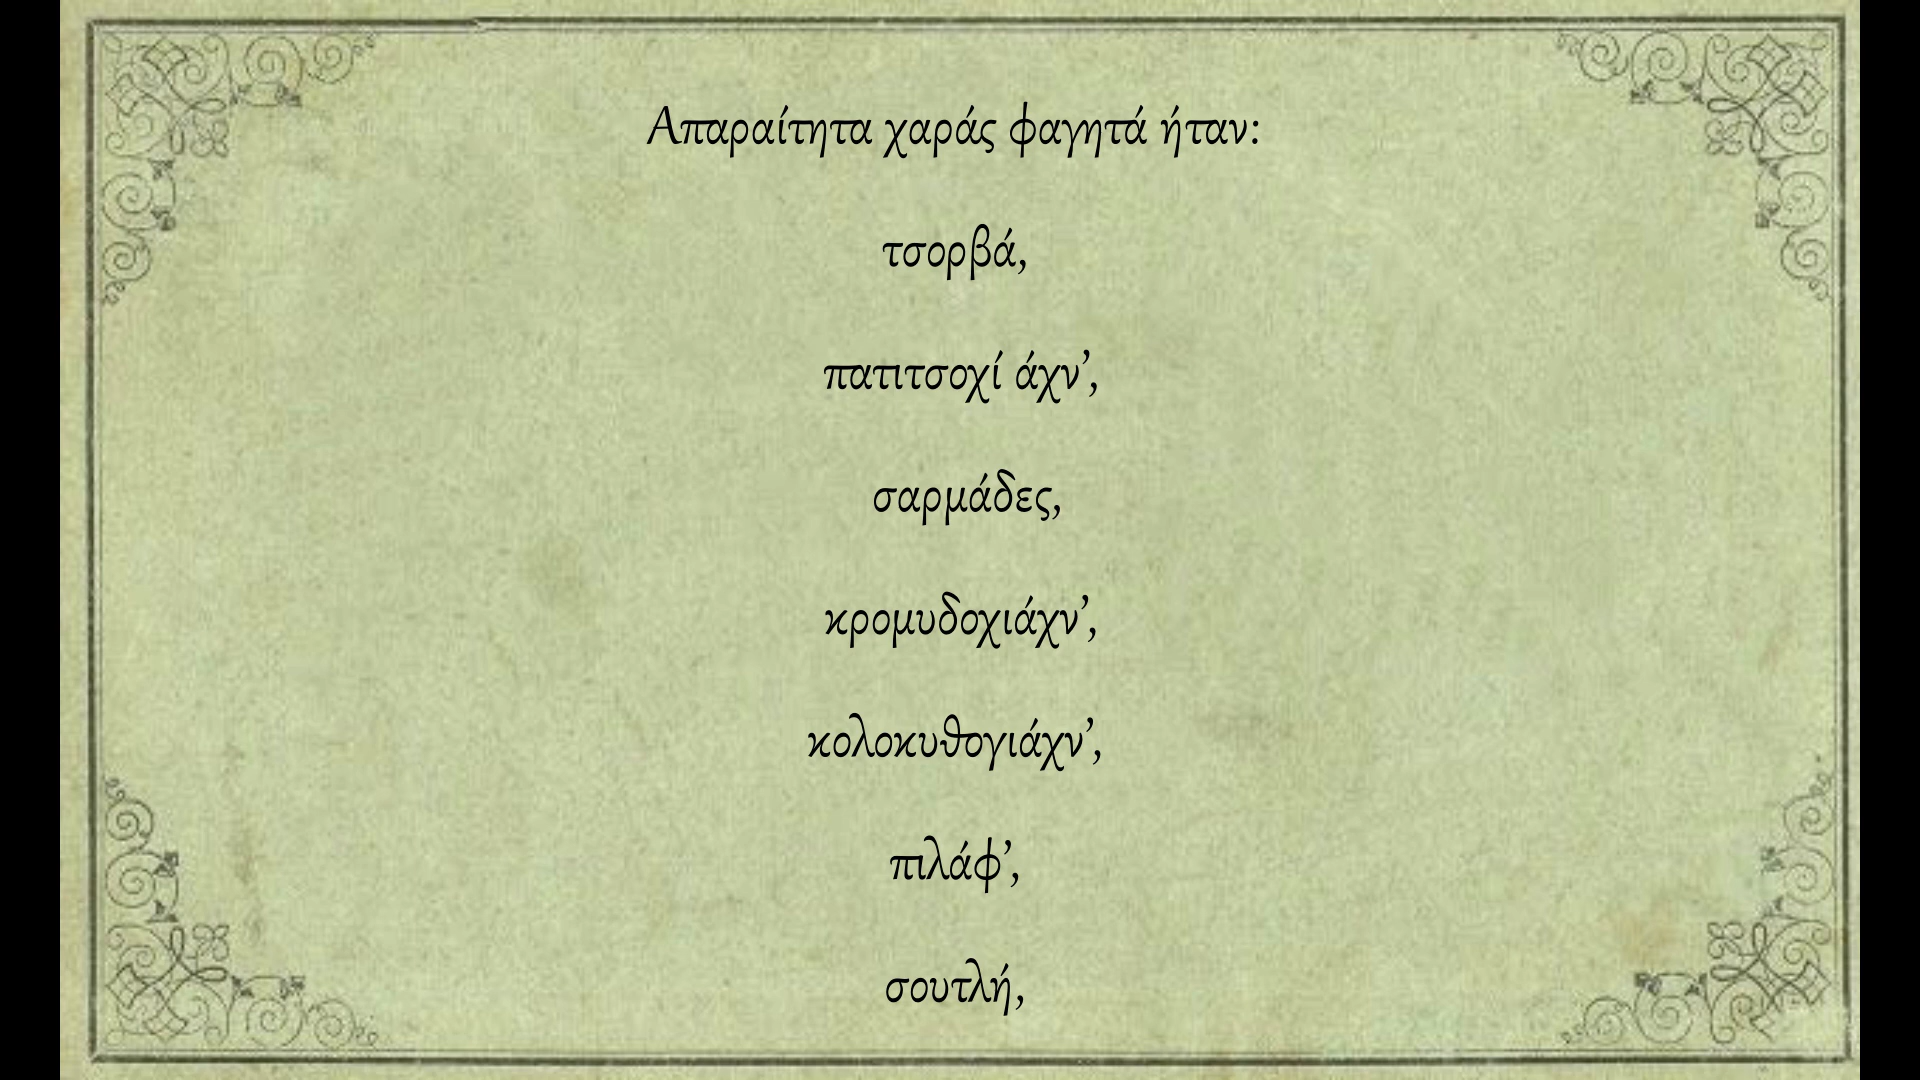 Απαραίτητα χαράς φαγητά ήταν:
τσορβά,
πατιτσοχί άχν’,
σαρμάδες,
κρομυδοχιάχν’,
κολοκυθογιάχν’,
πιλάφ’,
σουτλή,